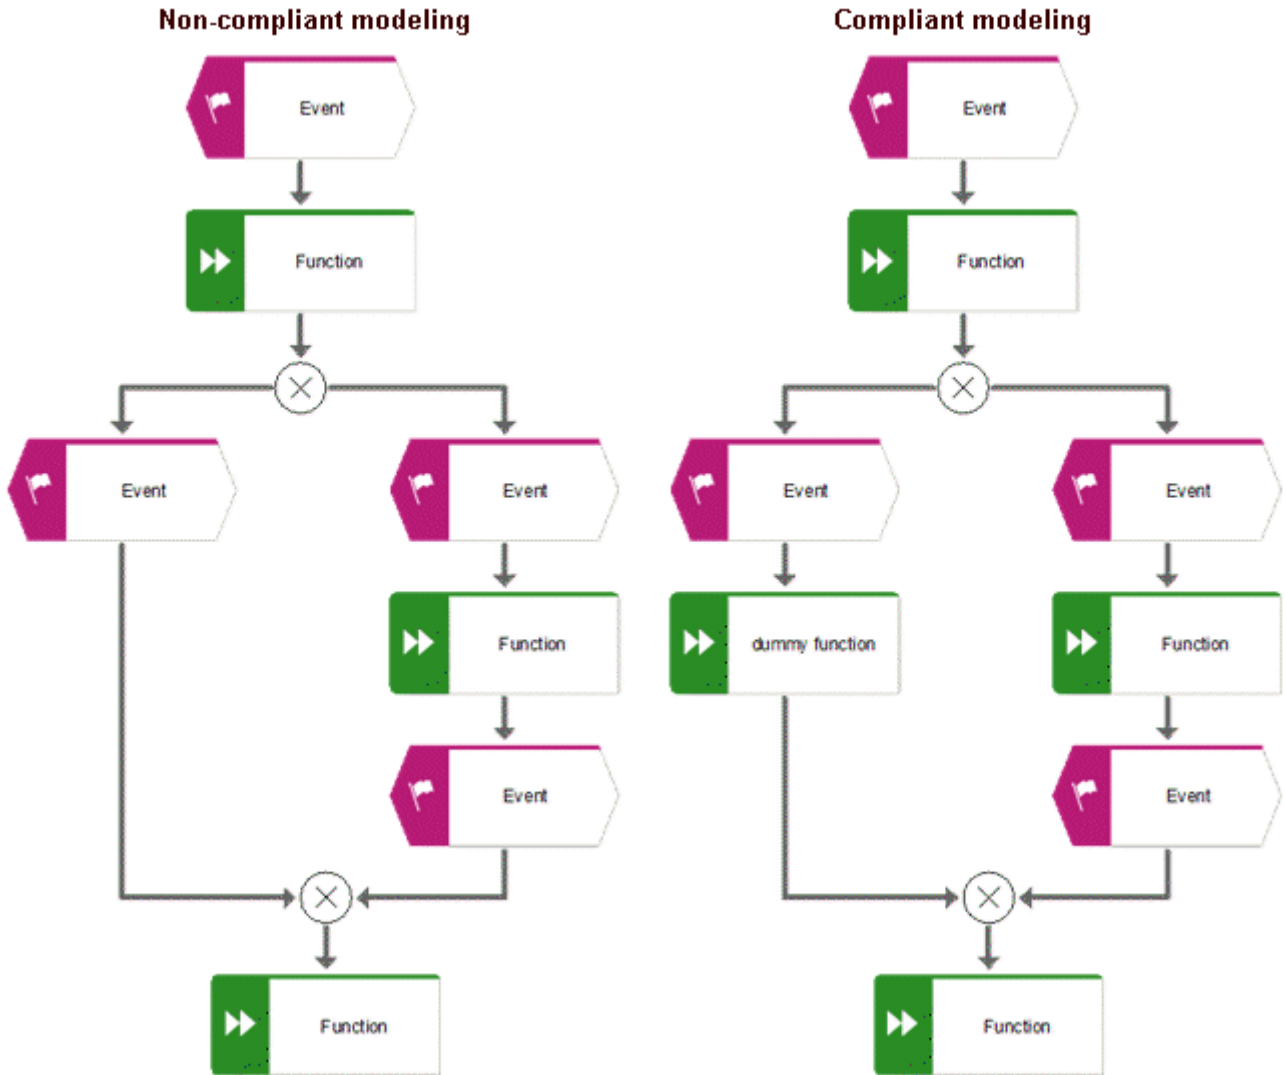 Non-compliant modeling
Event
Function
Event
Event
Function
Event
Function
Compliant modeling
Event
Function
Event
Event
dummy function
Function
Event
Function